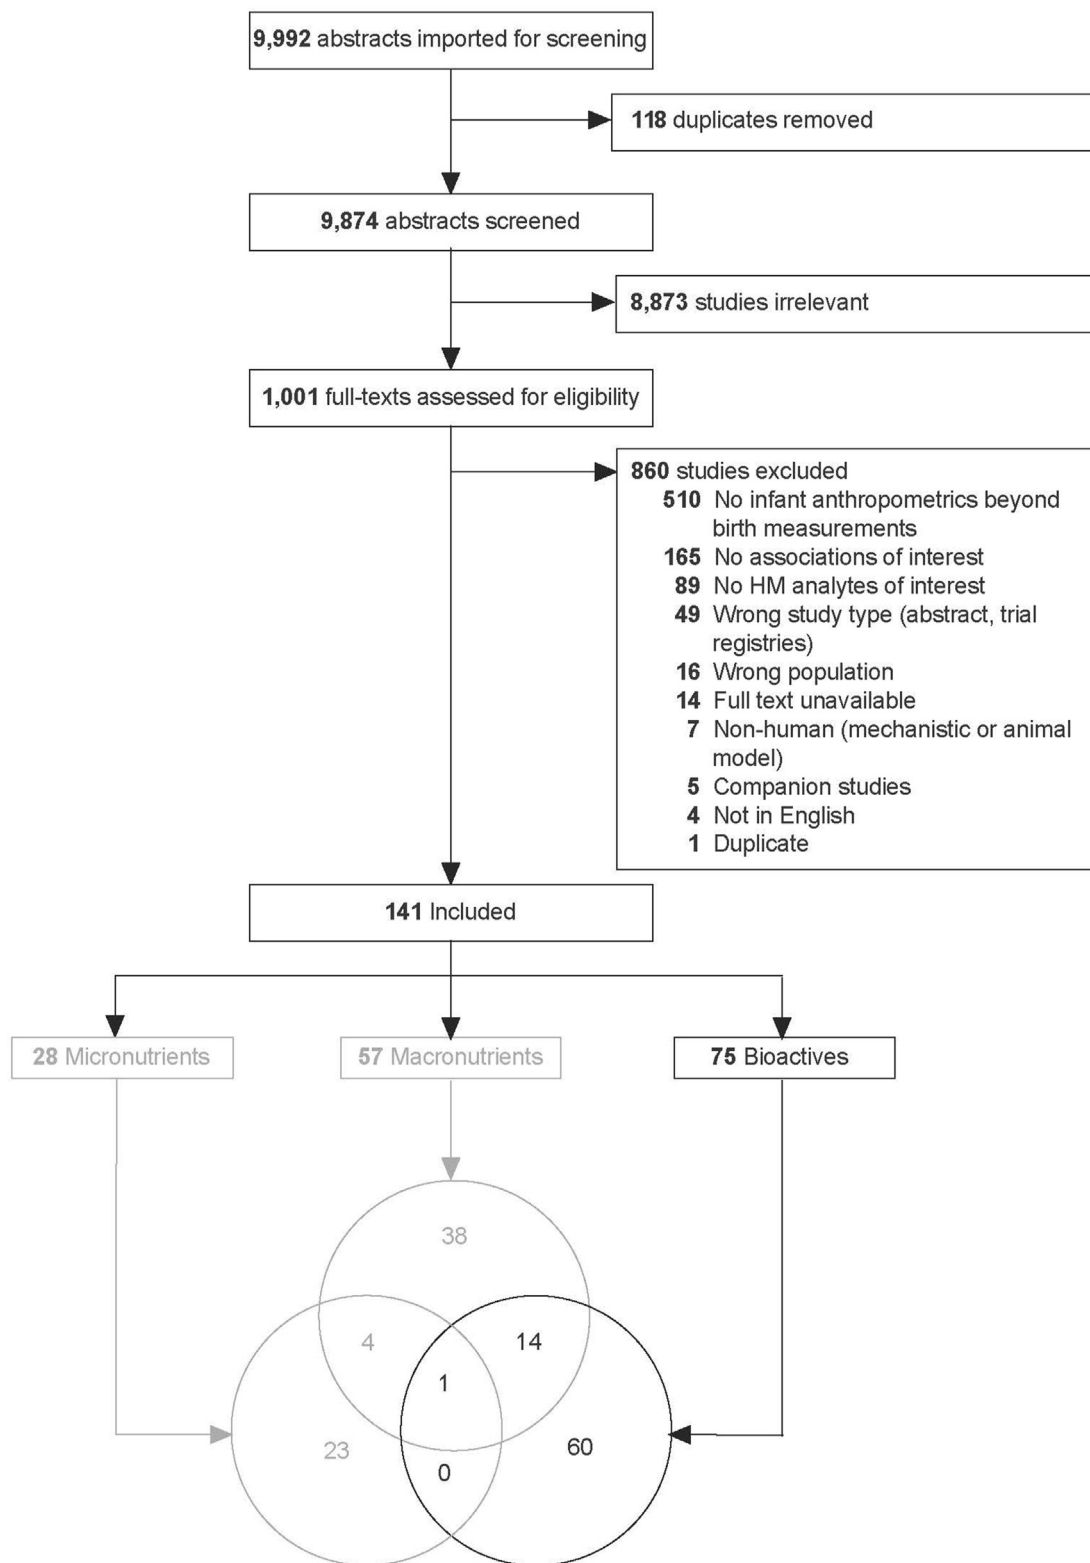 9,992 abstracts imported for screening
118 duplicates removed
9,874 abstracts screened
8,873 studies irrelevant
1,001 full-texts assessed for eligibility
860 studies excluded
510 No infant anthropometrics beyond
birth measurements
165 No associations of interest
89 No HM analytes of interest
49 Wrong study type (abstract, trial
registries)
16 Wrong population
14 Full text unavailable
7 Non-human (mechanistic or animal
model)
5 Companion studies
4 Not in English
1 Duplicate
141 Included
28 Micronutrients
57 Macronutrients
75 Bioactives
38
4
14
1
23
60
0